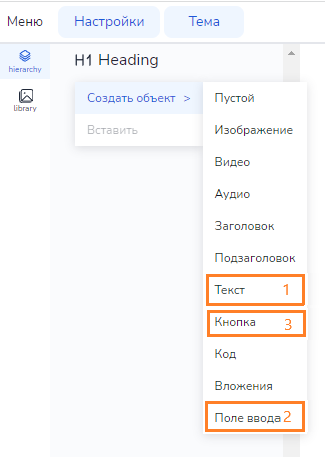 Меню Настройки Тема
hierarchy
library
H1 Heading
Создать объект >
Вставить
Пустой
Изображение
Видео
Аудио
Заголовок
Подзаголовок
Текст 1
Кнопка 3
Код
Вложения
Поле ввода 2